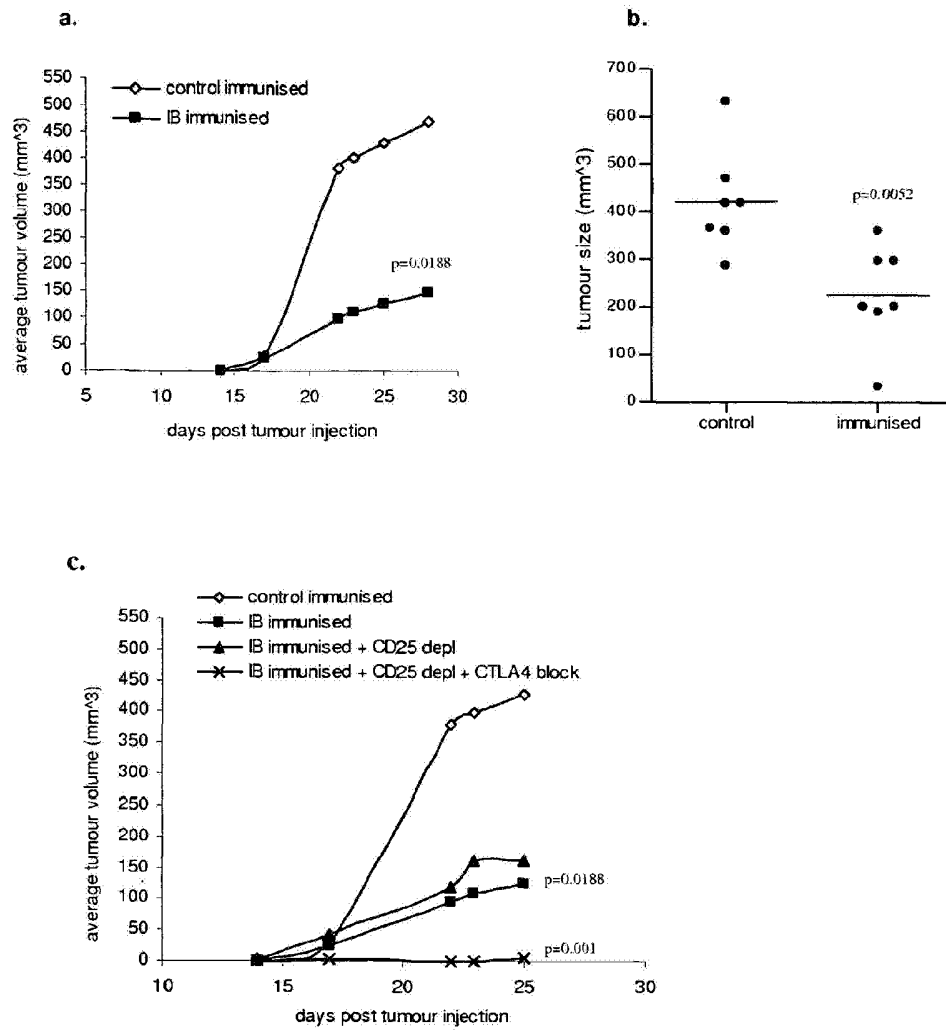 a.
control immunised
IB immunised
average tumour volume (mm^3)
550
500
450
400
350
300
250
200
150
100
50
0
p=0.0188
5
10
15
20
25
30
days post tumour injection
b.
tumour size (mm^3)
700
600
500
400
300
200
100
0
p=0.0052
control
immunised
c.
control immunised
IB immunised
IB immunised + CD25 depl
IB immunised + CD25 depl + CTLA4 block
average tumour volume (mm^3)
550
500
450
400
350
300
250
200
150
100
50
0
p=0.0188
p=0.001
10
15
20
25
30
days post tumour injection